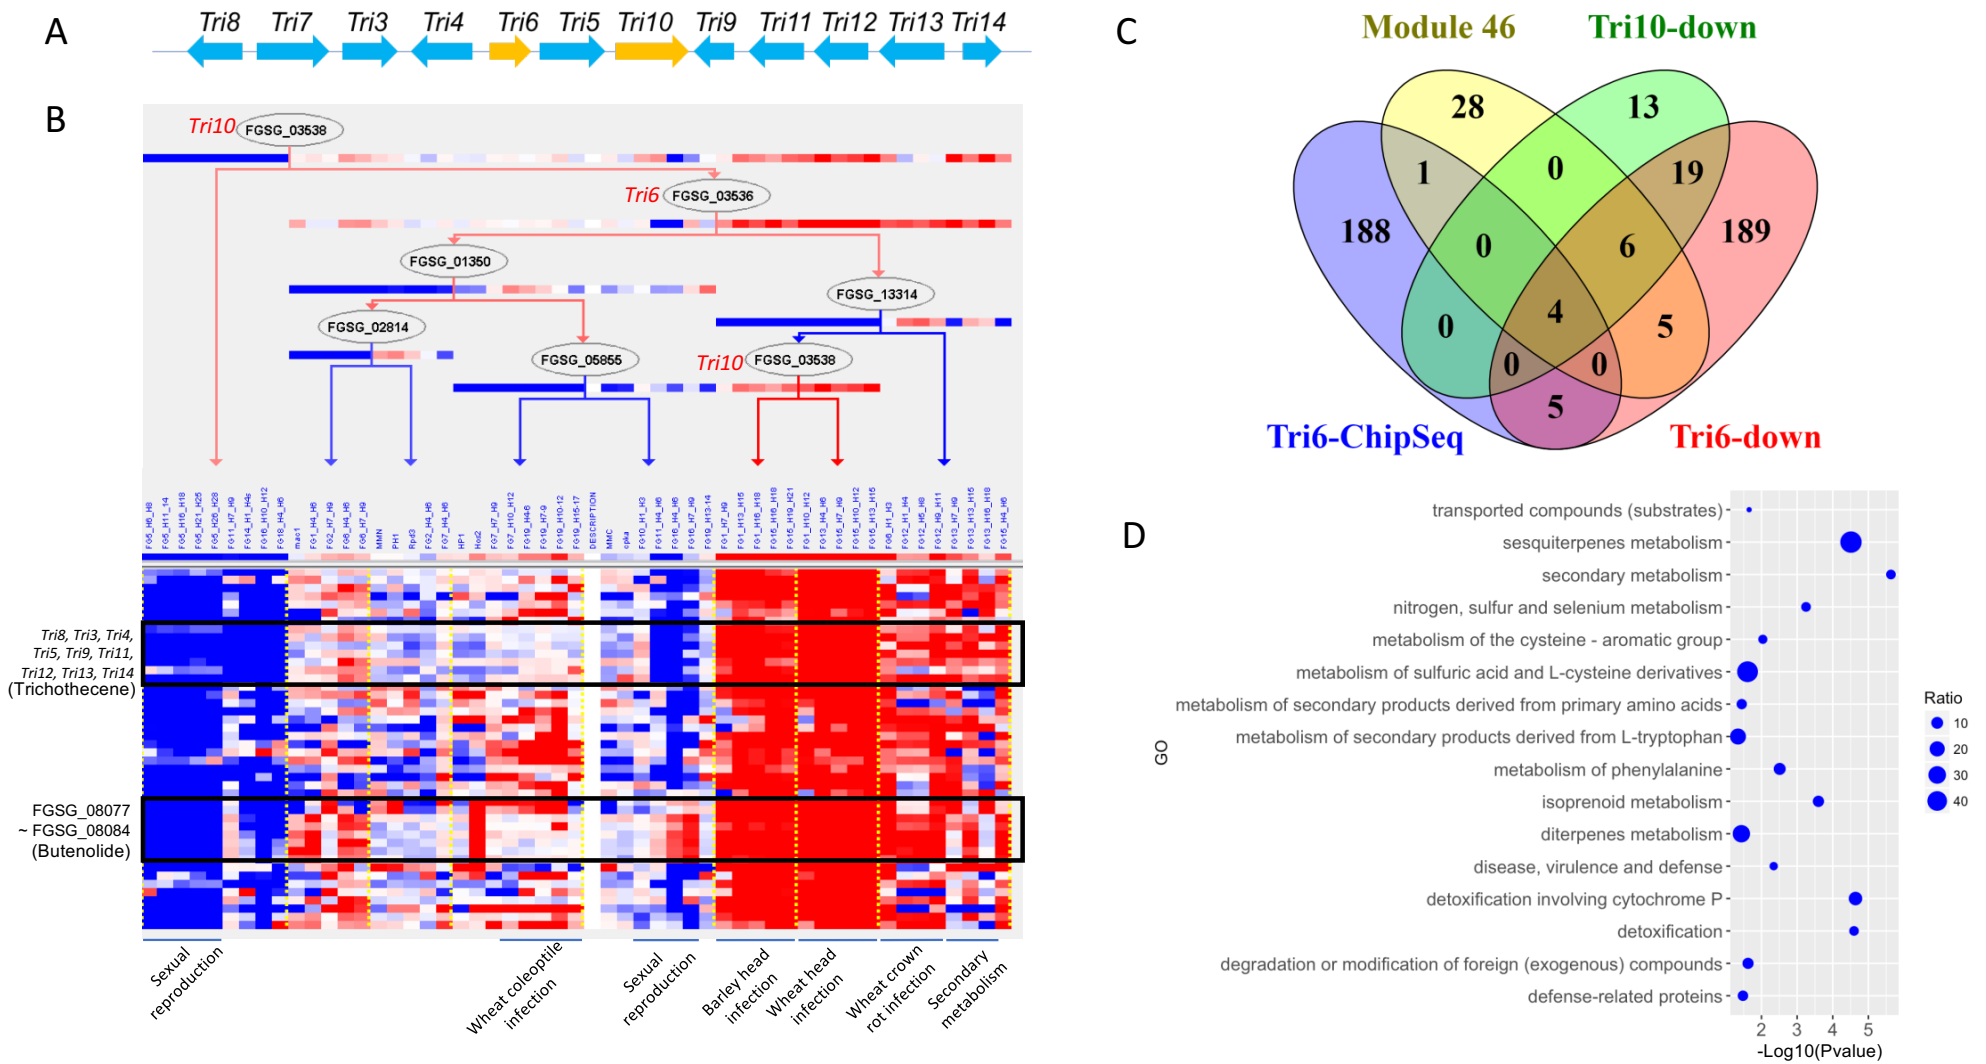 A
Tri8 Tri7 Tri3 Tri4 Tri6 Tri5 Tri10 Tri9 Tri11 Tri12 Tri13 Tri14
B
Tri10 FGSG_03538
Tri6 FGSG_03536
FGSG_01350
FGSG_13314
FGSG_02814
FGSG_05855
Tri10 FGSG_03538
MMN
PH1
Rpd3
HP1
DESCRIPTION
MMC
cpka
Tri8, Tri3, Tri4,
Tri5, Tri9, Tri11,
Tri12, Tri13, Tri14
(Trichothecene)
FGSG_08077
~ FGSG_08084
(Butenolide)
Sexual
reproduction
Wheat coleoptile
infection
Sexual
reproduction
Barley head
infection
Wheat head
infection
Wheat crown
rot infection
Secondary
metabolism
C
Module 46 Tri10-down
28 13
1 0 19
188 0 6 189
0 4 5
0 0
5
Tri6-ChipSeq Tri6-down
D
GO
transported compounds (substrates)
sesquiterpenes metabolism
secondary metabolism
nitrogen, sulfur and selenium metabolism
metabolism of the cysteine - aromatic group
metabolism of sulfuric acid and L-cysteine derivatives
metabolism of secondary products derived from primary amino acids
metabolism of secondary products derived from L-tryptophan
metabolism of phenylalanine
isoprenoid metabolism
diterpenes metabolism
disease, virulence and defense
detoxification involving cytochrome P
detoxification
degradation or modification of foreign (exogenous) compounds
defense-related proteins
2 3 4 5
-Log10(Pvalue)
Ratio
10
20
30
40